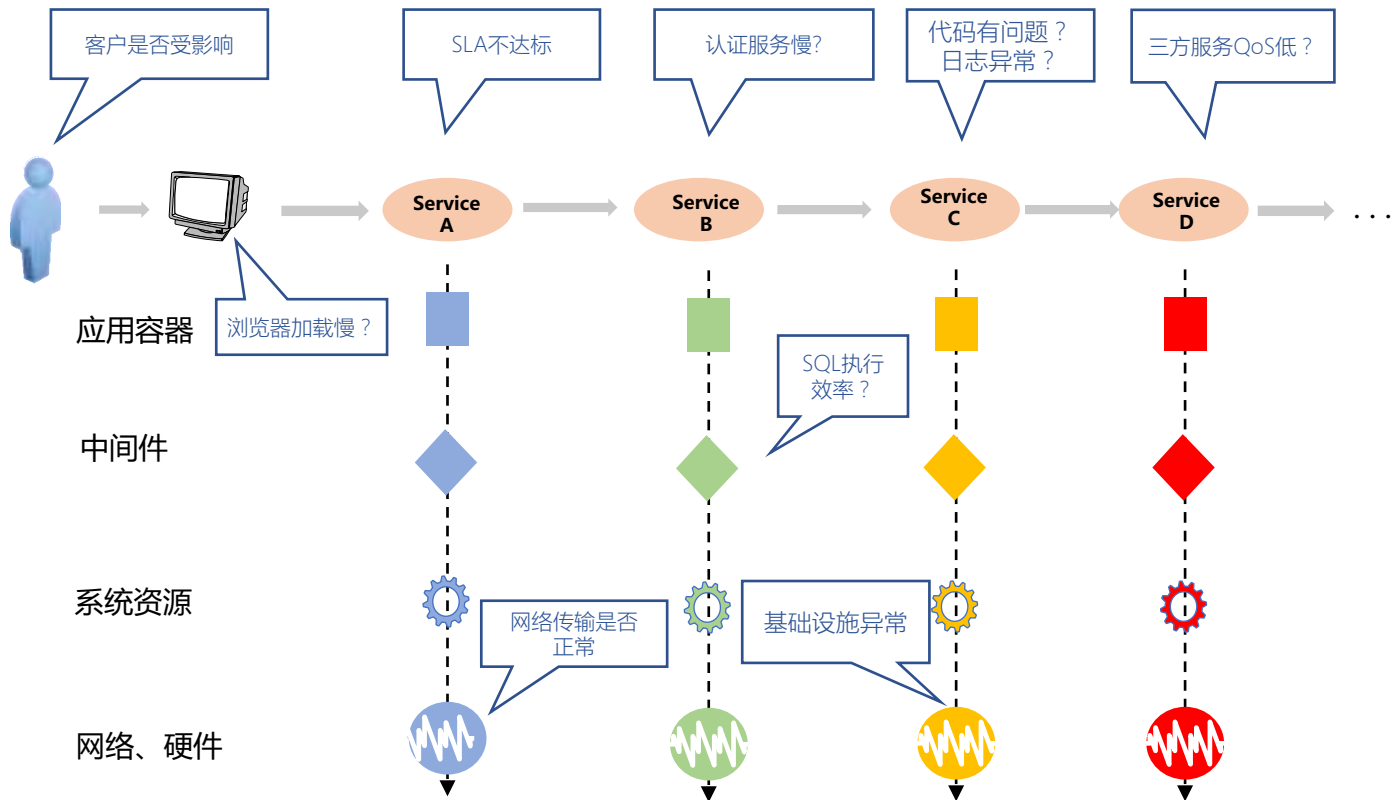 客户是否受影响
SLA不达标
认证服务慢?
代码有问题？
日志异常？
三方服务QoS低？
Service
A
Service
B
Service
C
Service
D
. . .
应用容器
浏览器加载慢？
SQL执行
效率？
中间件
系统资源
网络传输是否
正常
基础设施异常
网络、硬件